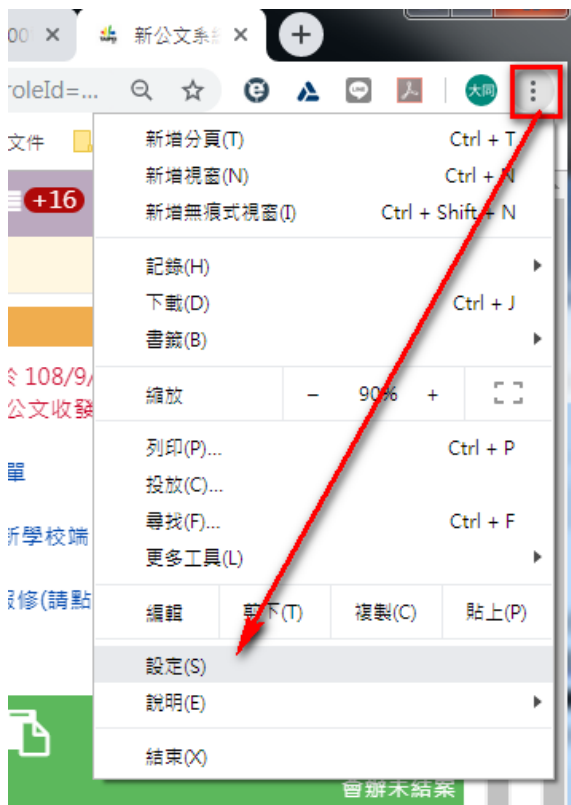 00
新公文系統
roleId=...
大同
文件
+16
新增分頁(T) Ctrl + T
新增視窗(N) Ctrl + N
新增無痕式視窗(I) Ctrl + Shift + N
記錄(H)
下載(D) Ctrl + J
書籤(B)
108/9/
公文收發
縮放 − 90% +
列印(P)... Ctrl + P
單
投放(C)...
尋找(F)... Ctrl + F
新學校端
更多工具(L)
報修(請點
編輯 剪下(T) 複製(C) 貼上(P)
設定(S)
說明(E)
結束(X)
會辦未結案